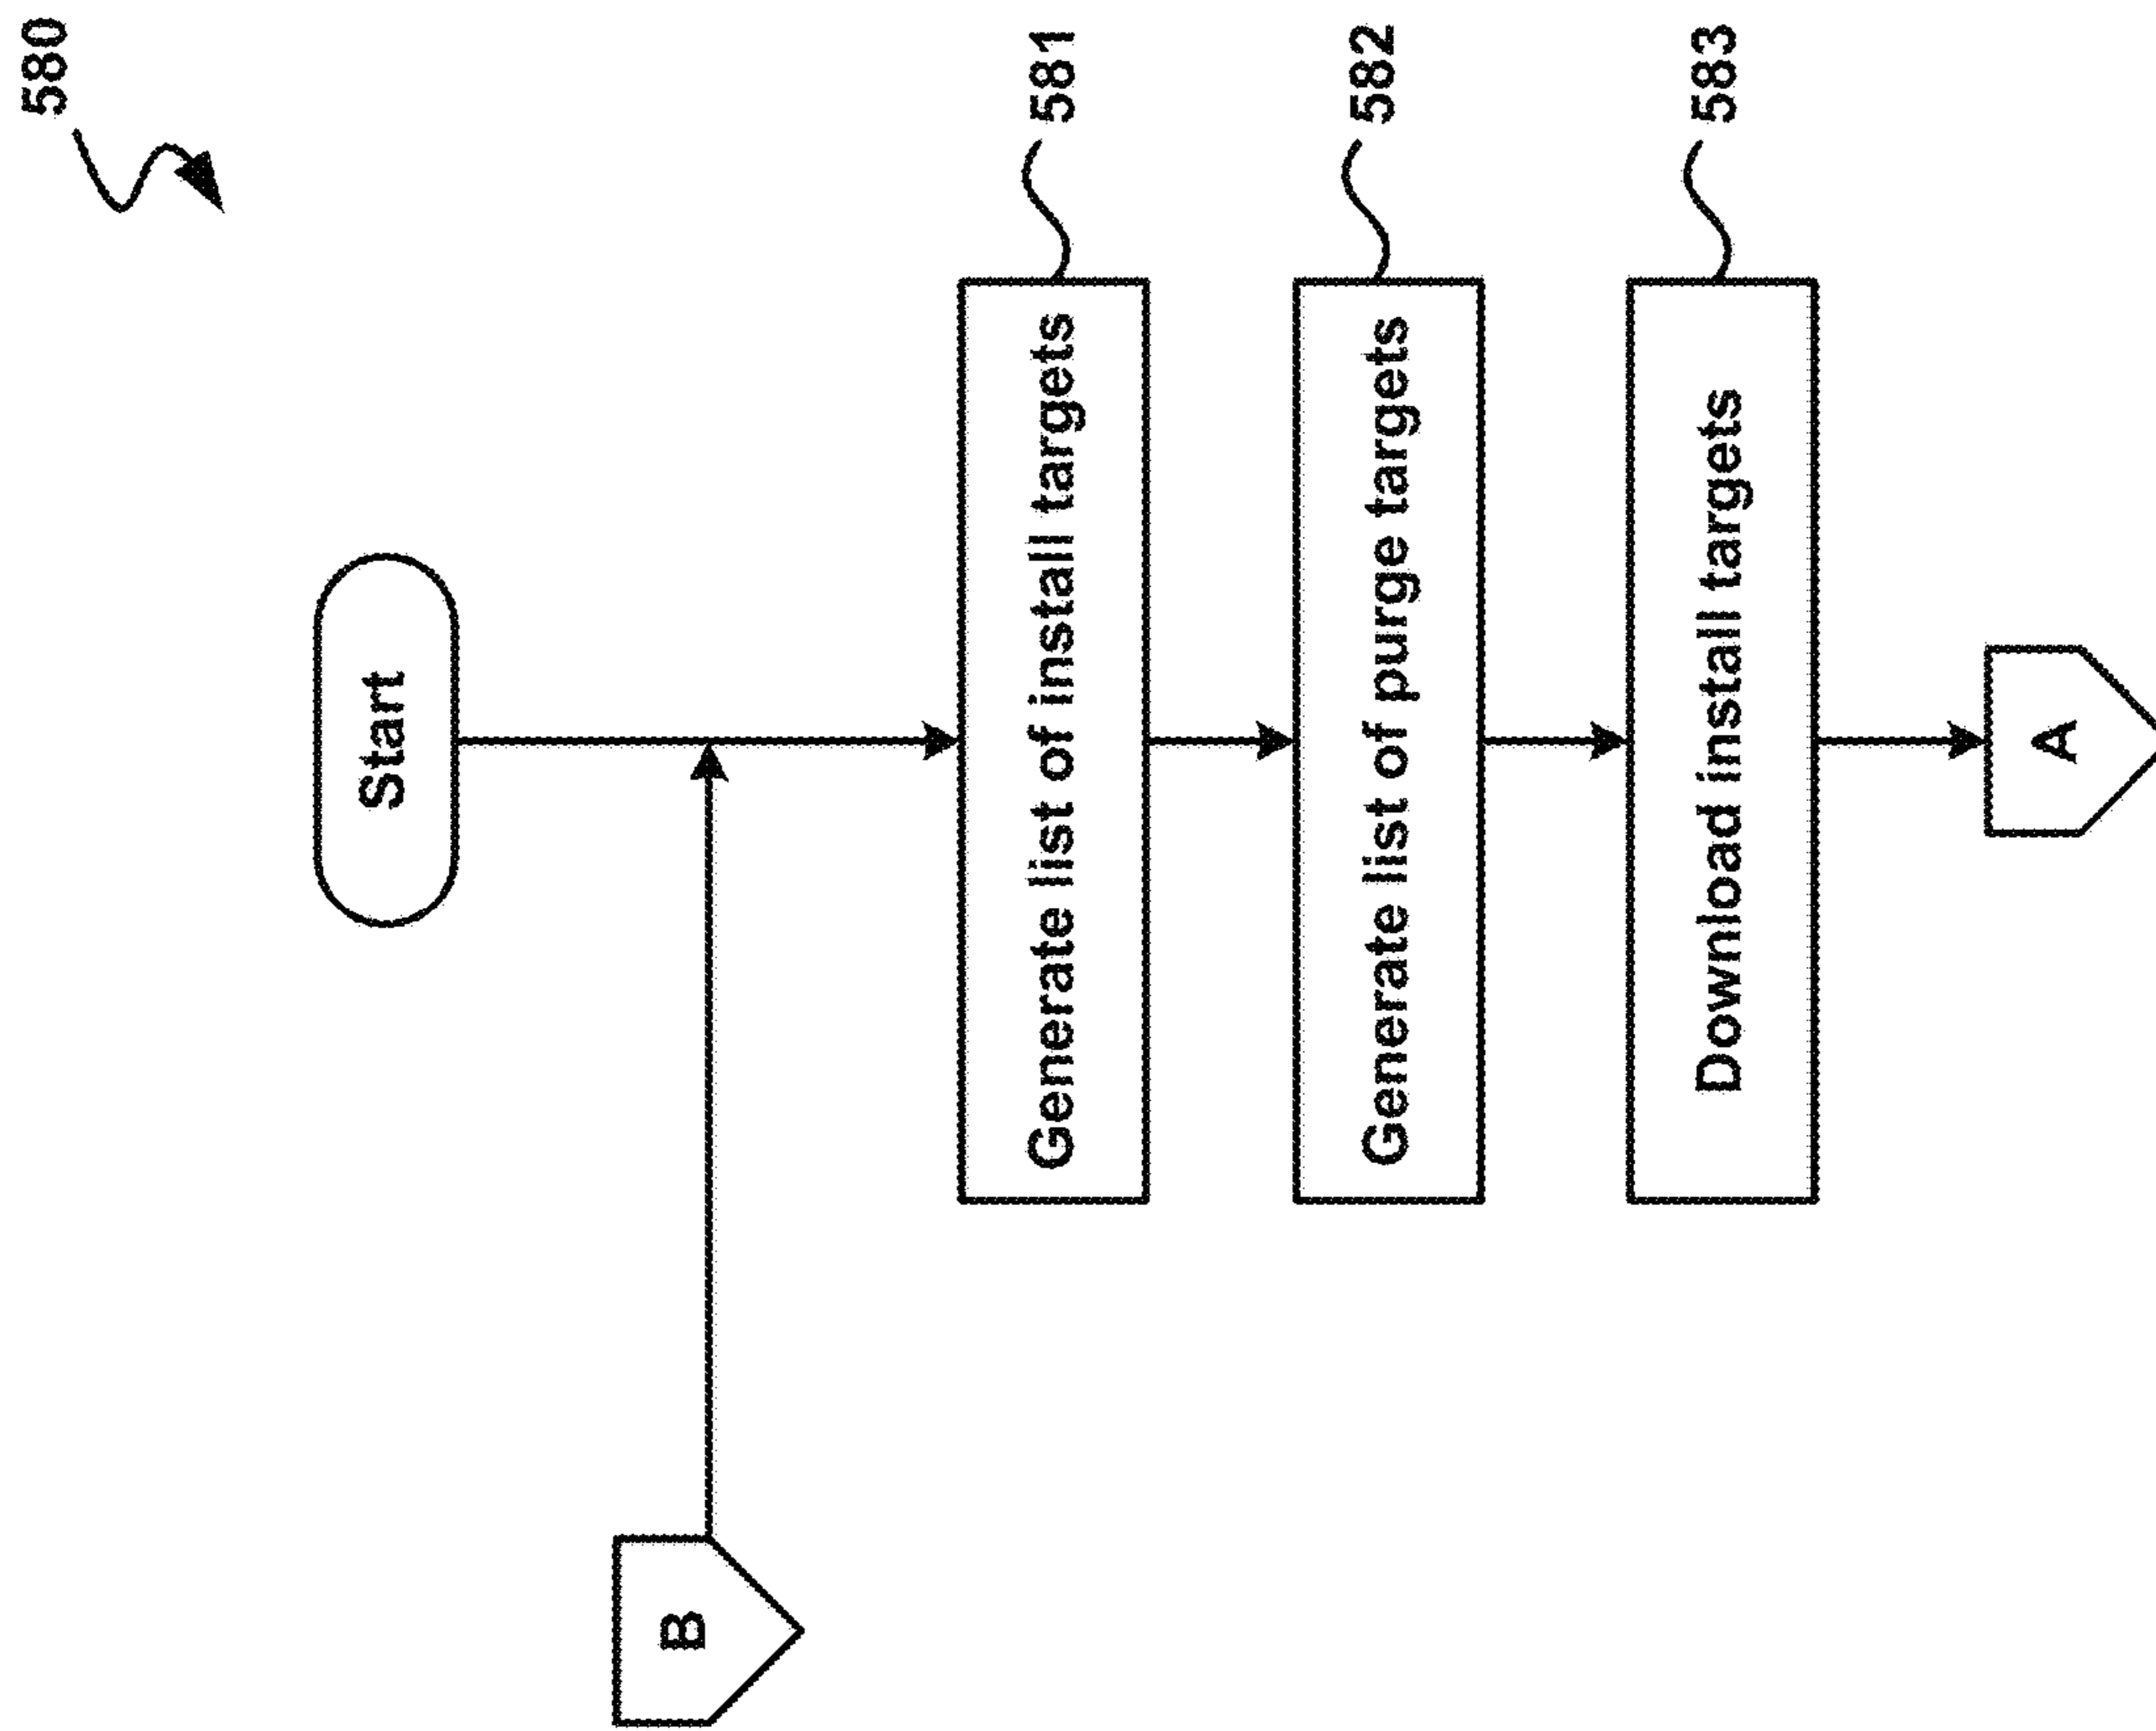 580
Start
B
Generate list of install targets
581
Generate list of purge targets
582
Download install targets
583
A